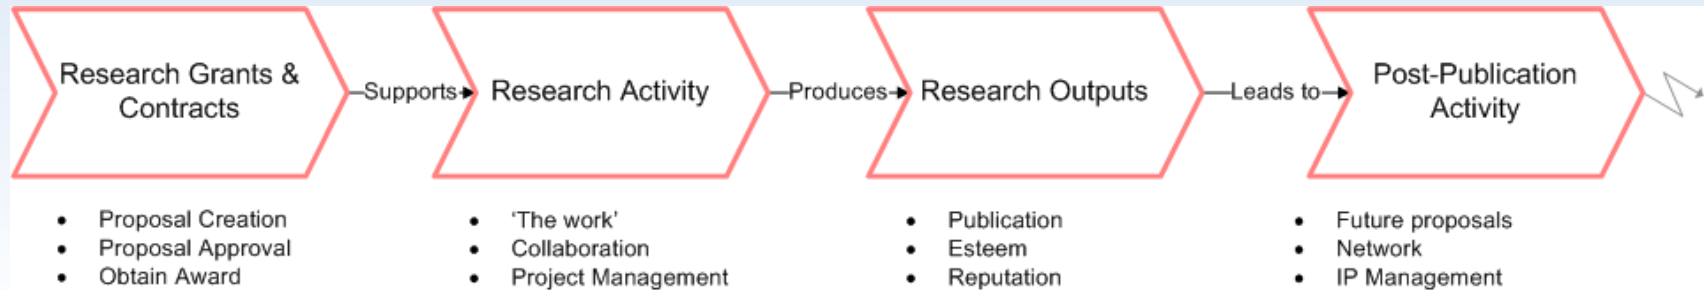 Research Grants &
Contracts
Supports
Research Activity
Produces
Research Outputs
Leads to
Post-Publication
Activity
• Proposal Creation
• Proposal Approval
• Obtain Award
• ‘The work’
• Collaboration
• Project Management
• Publication
• Esteem
• Reputation
• Future proposals
• Network
• IP Management